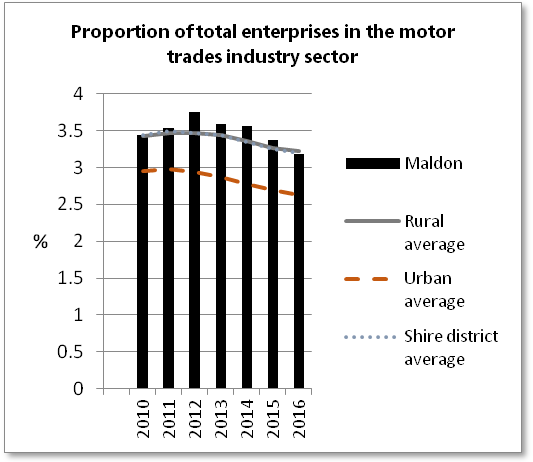 Proportion of total enterprises in the motor
trades industry sector
4
3.5
3
2.5
2
1.5
1
0.5
0
%
2010
2011
2012
2013
2014
2015
2016
Maldon
Rural
average
Urban
average
Shire district
average